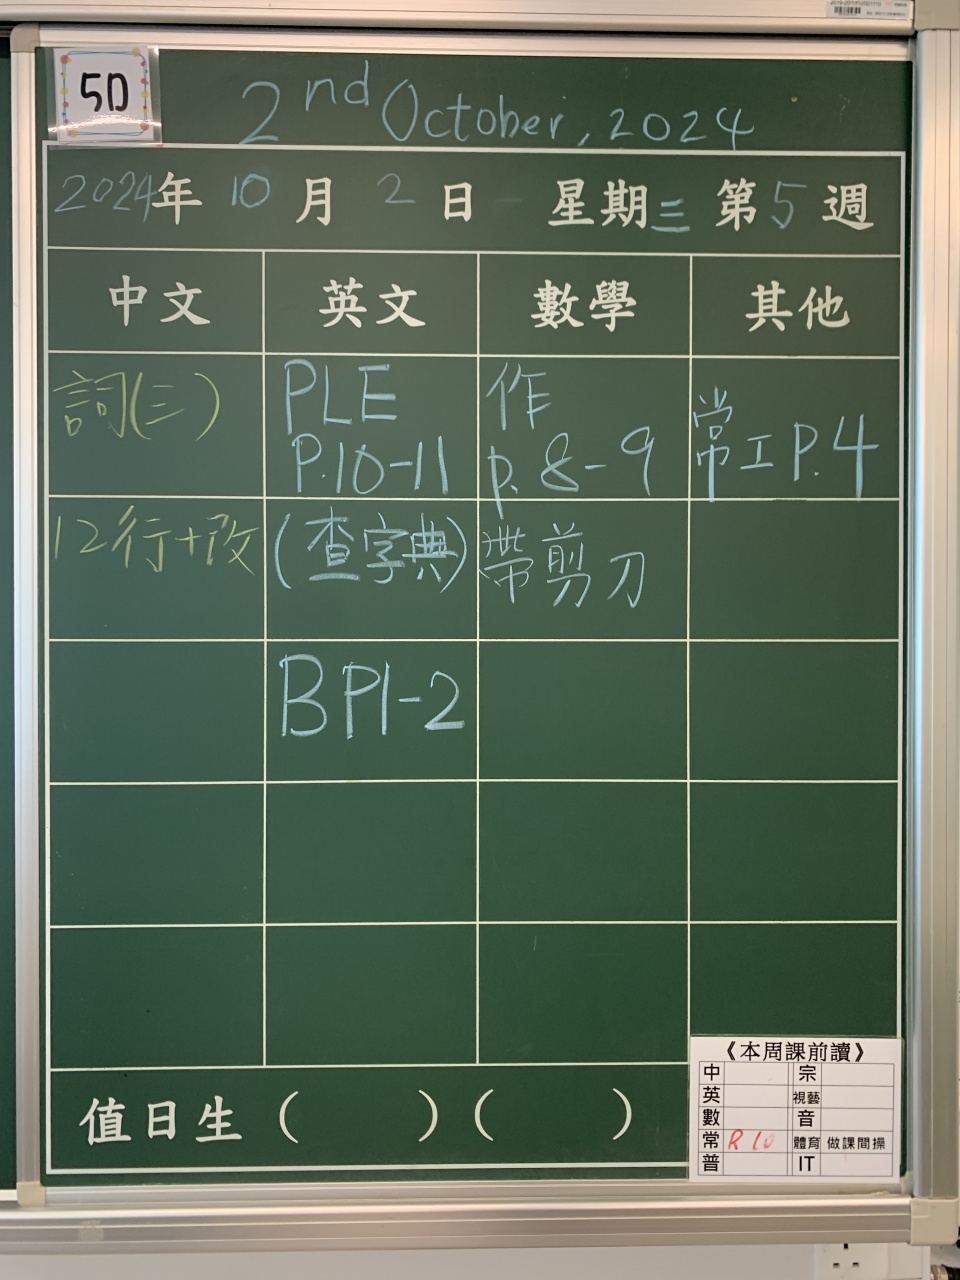 5D
2nd October, 2024
2024年 10 月 2 日 星期三 第 5 週
中文 英文 數學 其他
詞(三) PLE P.10-11 作 p. 8-9 常工 P.4
12行+改 (查字典) 帶剪刀
B P1-2
值日生 ( ) ( )
《本周課前讀》
中 宗
英 視藝
數 音
常 R 10 體育 做課間操
普 IT